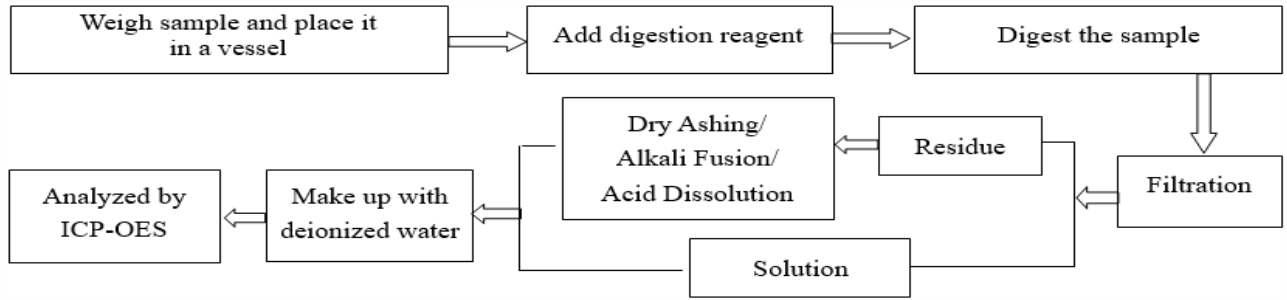 Weigh sample and place it
in a vessel
Add digestion reagent
Digest the sample
Filtration
Residue
Dry Ashing/
Alkali Fusion/
Acid Dissolution
Solution
Make up with
deionized water
Analyzed by
ICP-OES